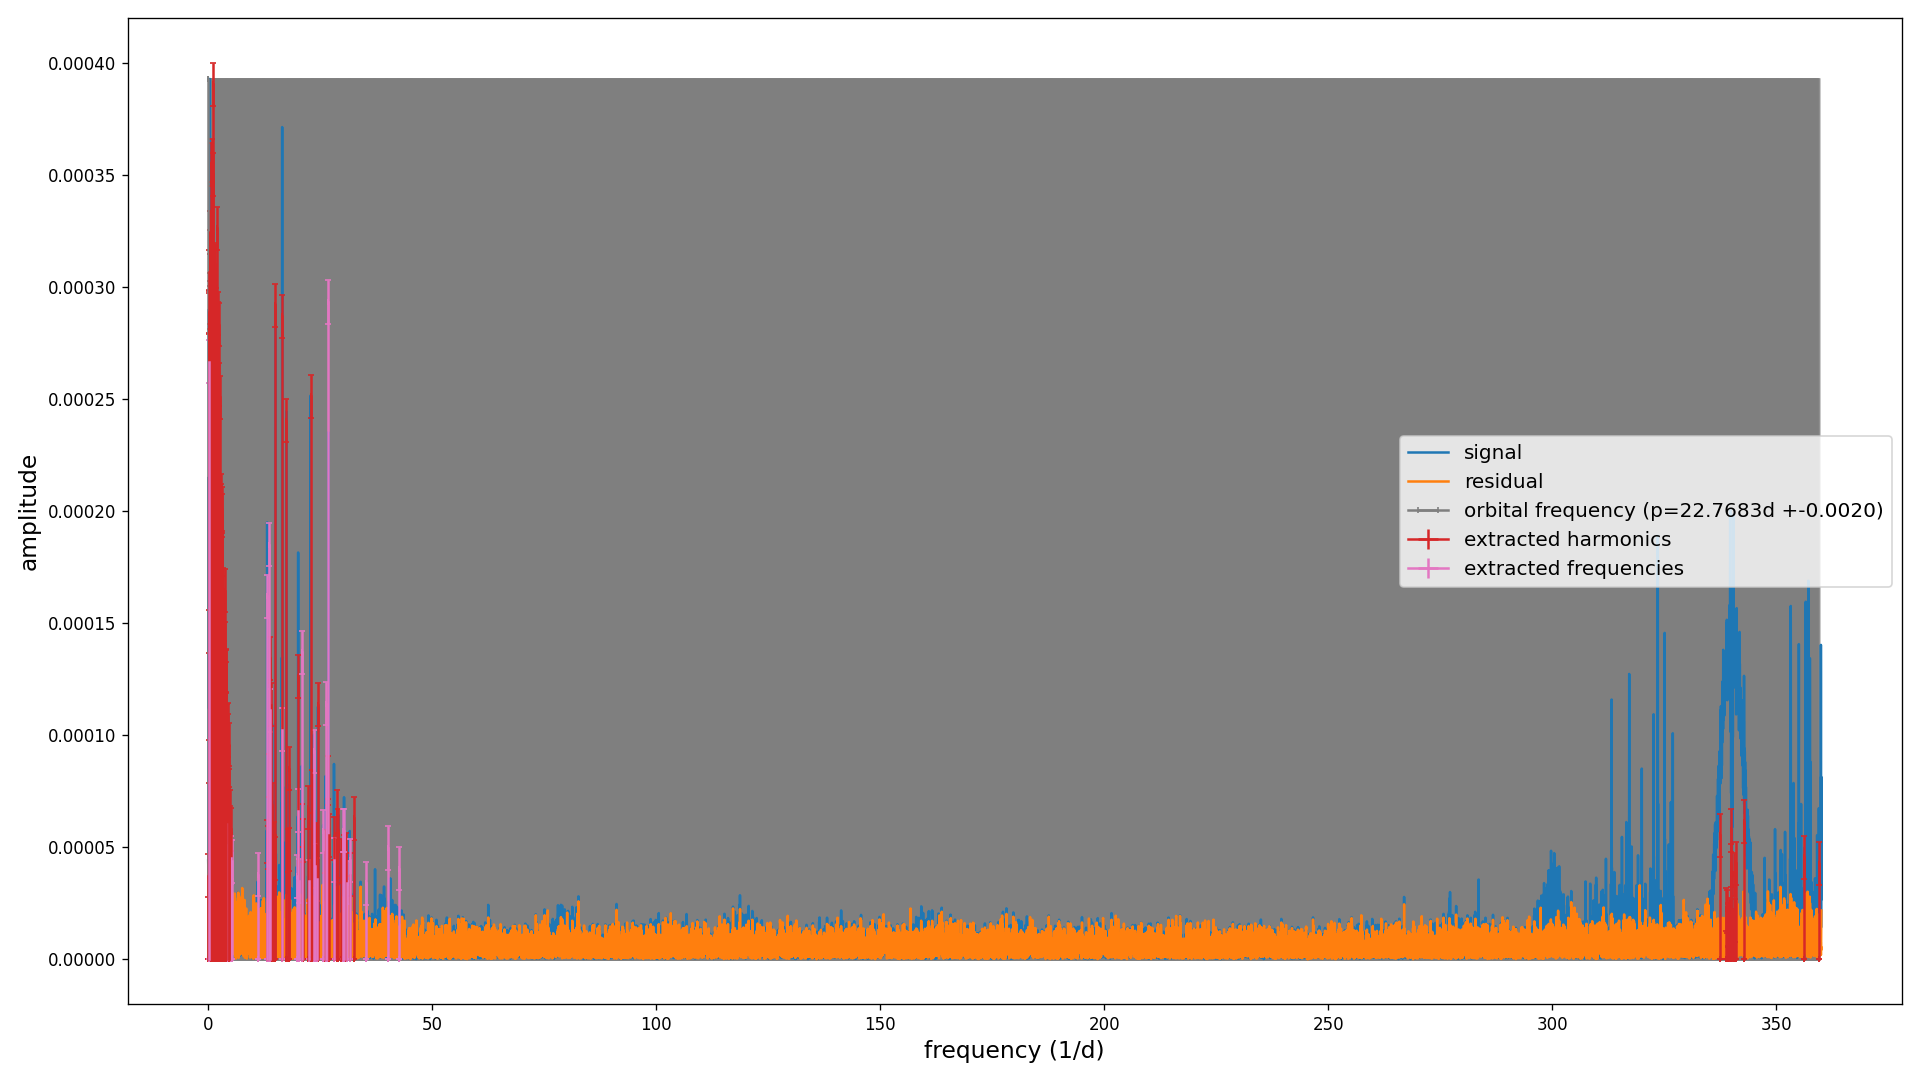 0.00040
0.00035
0.00030
0.00025
0.00020
0.00015
0.00010
0.00005
0.00000
amplitude
signal
residual
orbital frequency (p=22.7683d +-0.0020)
extracted harmonics
extracted frequencies
0 50 100 150 200 250 300 350
frequency (1/d)